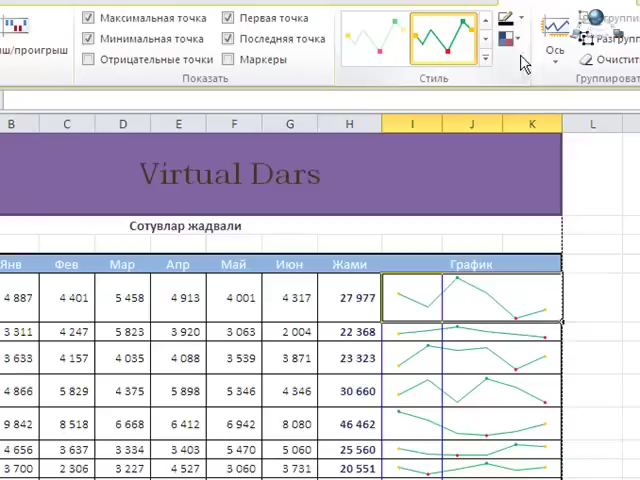 Максимальная точка
Первая точка
Минимальная точка
Последняя точка
Отрицательные точки
Маркеры
ыш/проигрыш
Показать
Стиль
Ось
Разгрупп
Очистить
Группироват
B C D E F G H I J K L
Virtual Dars
Сотувлар жадвали
Янв Фев Мар Апр Май Июн Жами График
4 887 4 401 5 458 4 913 4 001 4 317 27 977
3 311 4 247 5 823 3 920 3 063 2 004 22 368
3 633 4 157 4 035 4 088 3 539 3 871 23 323
4 866 5 829 4 375 5 898 5 346 4 346 30 660
9 842 8 518 6 668 6 412 6 942 8 080 46 462
4 656 3 637 3 334 3 403 5 470 5 060 25 560
3 700 2 306 3 227 4 527 3 060 3 731 20 551